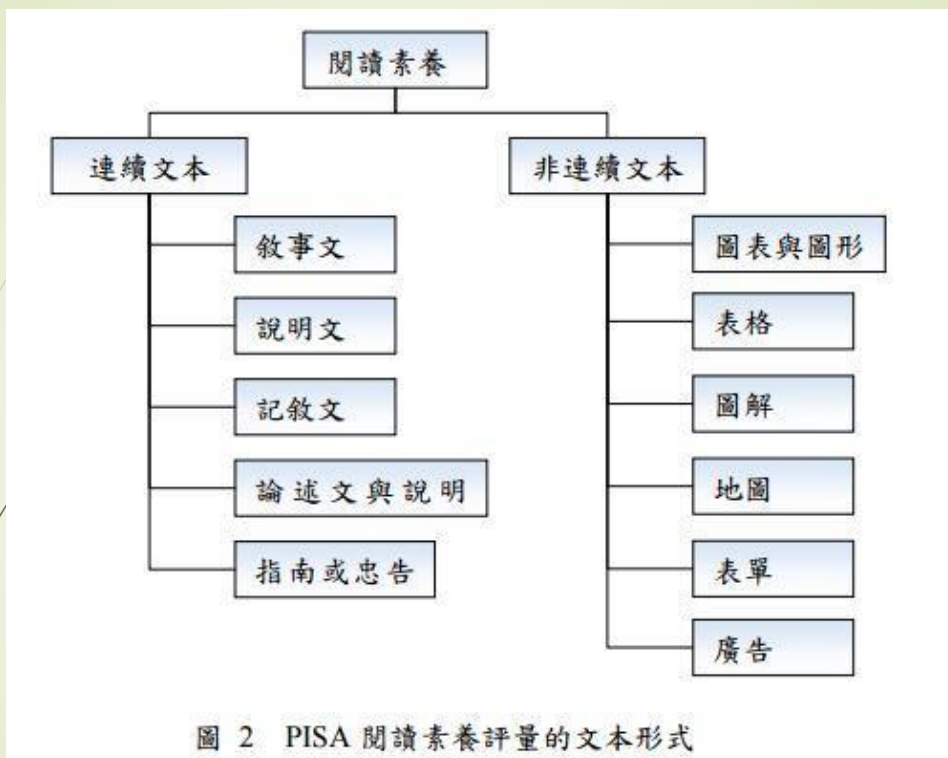 閱讀素養
連續文本
非連續文本
敘事文
說明文
記敘文
論述文與說明
指南或忠告
圖表與圖形
表格
圖解
地圖
表單
廣告
圖 2 PISA 閱讀素養評量的文本形式